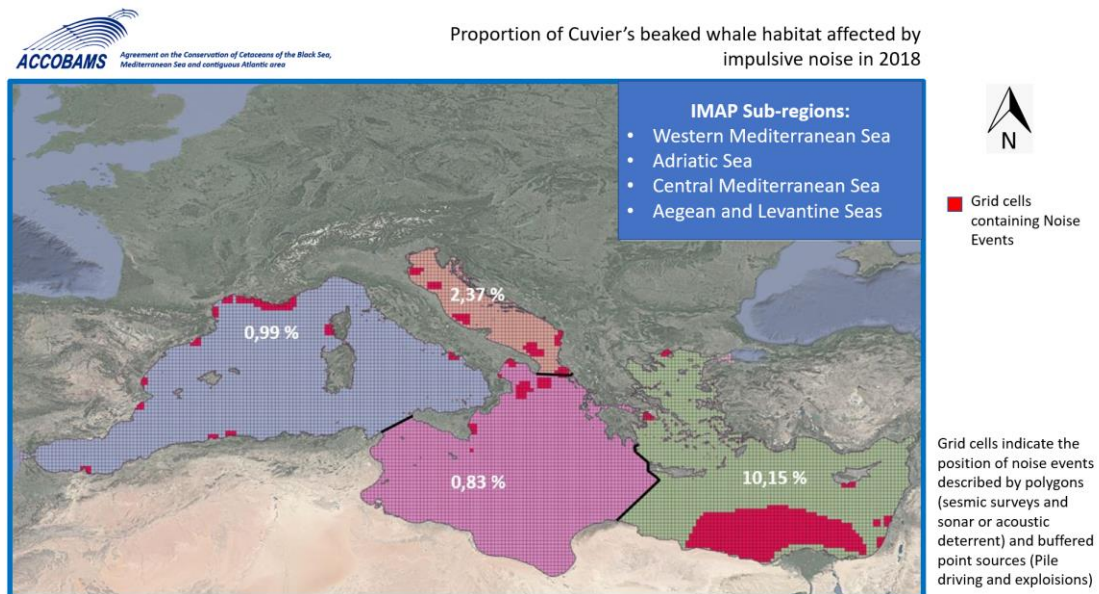 ACCOBAMS
Agreement on the Conservation of Cetaceans of the Black Sea,
Mediterranean Sea and contiguous Atlantic area
Proportion of Cuvier's beaked whale habitat affected by
impulsive noise in 2018
IMAP Sub-regions:
• Western Mediterranean Sea
• Adriatic Sea
• Central Mediterranean Sea
• Aegean and Levantine Seas
N
Grid cells
containing Noise
Events
2,37 %
0,99 %
0,83 %
10,15 %
Grid cells indicate the
position of noise events
described by polygons
(sesmic surveys and
sonar or acoustic
deterrent) and buffered
point sources (Pile
driving and exploisions)